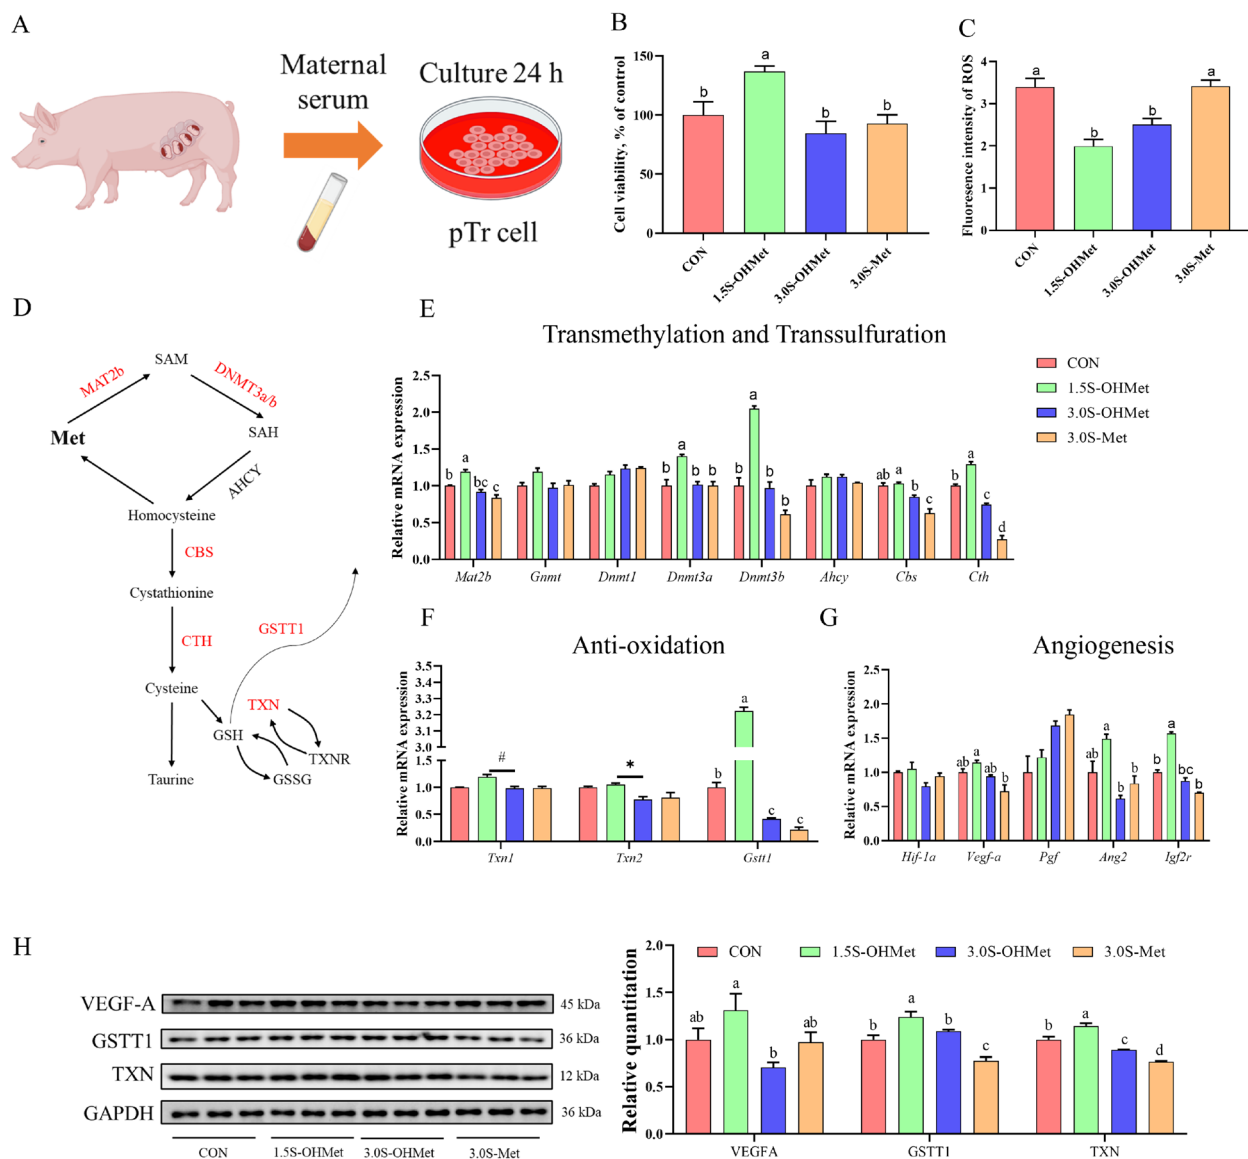 A
Maternal
serum
Culture 24 h
pTr cell
B
Cell viability, % of control
150
100
50
0
b
a
b
b
CON
1.5S-OHMet
3.0S-OHMet
3.0S-Met
C
Fluoresence intensity of ROS
4
3
2
1
0
a
b
b
a
CON
1.5S-OHMet
3.0S-OHMet
3.0S-Met
D
SAM
MAT2b
DNMT3a/b
Met
SAH
AHCY
Homocysteine
CBS
Cystathionine
CTH
GSTT1
Cysteine
TXN
GSH
TXNR
GSSG
Taurine
E
Transmethylation and Transsulfuration
CON
1.5S-OHMet
3.0S-OHMet
3.0S-Met
Relative mRNA expression
2.5
2.0
1.5
1.0
0.5
0.0
b a bc c
a b b b
a b b b
a a b c
b a c d
Mat2b Gnmt Dnmt1 Dnmt3a Dnmt3b Ahcy Cbs Cth
F
Anti-oxidation
Relative mRNA expression
3.5
3.4
3.3
3.2
3.1
3.0
1.0
0.5
0.0
#
*
b a c c
Txn1 Txn2 Gstt1
G
Angiogenesis
Relative mRNA expression
2.5
2.0
1.5
1.0
0.5
0.0
ab a ab b
ab a b b
b a bc b
Hif-1a Vegf-a Pgf Ang2 Igf2r
H
VEGF-A 45 kDa
GSTT1 36 kDa
TXN 12 kDa
GAPDH 36 kDa
CON 1.5S-OHMet 3.0S-OHMet 3.0S-Met
CON 1.5S-OHMet 3.0S-OHMet 3.0S-Met
Relative quantitation
2.0
1.5
1.0
0.5
0.0
ab a b ab
b a b c
b a c d
VEGFA GSTT1 TXN